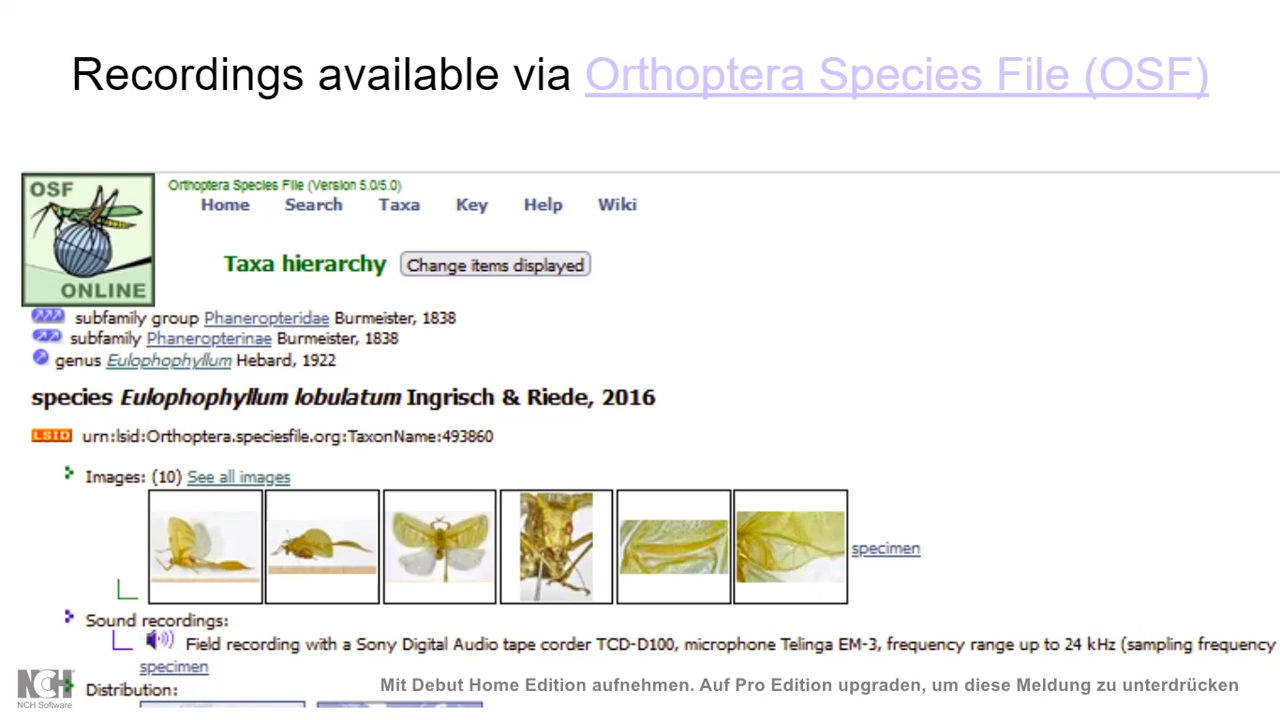 Recordings available via Orthoptera Species File (OSF)
OSF
ONLINE
Orthoptera Species File (Version 5.0/5.0)
Home Search Taxa Key Help Wiki
Taxa hierarchy Change items displayed
subfamily group Phaneropteridae Burmeister, 1838
subfamily Phaneropterinae Burmeister, 1838
genus Eulophophyllum Hebard, 1922
species Eulophophyllum lobulatum Ingrisch & Riede, 2016
LSID urn:lsid:Orthoptera.speciesfile.org:TaxonName:493860
Images: (10) See all images
specimen
Sound recordings:
Field recording with a Sony Digital Audio tape corder TCD-D100, microphone Telinga EM-3, frequency range up to 24 kHz (sampling frequency
specimen
Distribution:
NCH
NCH Software
Mit Debut Home Edition aufnehmen. Auf Pro Edition upgraden, um diese Meldung zu unterdrücken